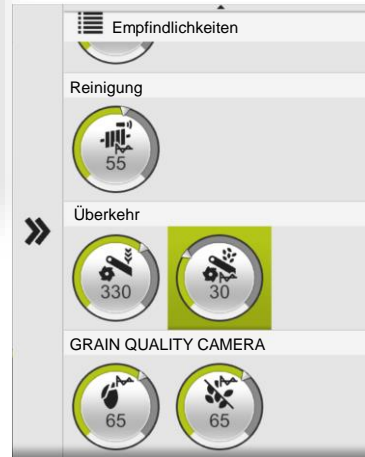 Empfindlichkeiten
Reinigung
55
Überkehr
330 30
GRAIN QUALITY CAMERA
65 65